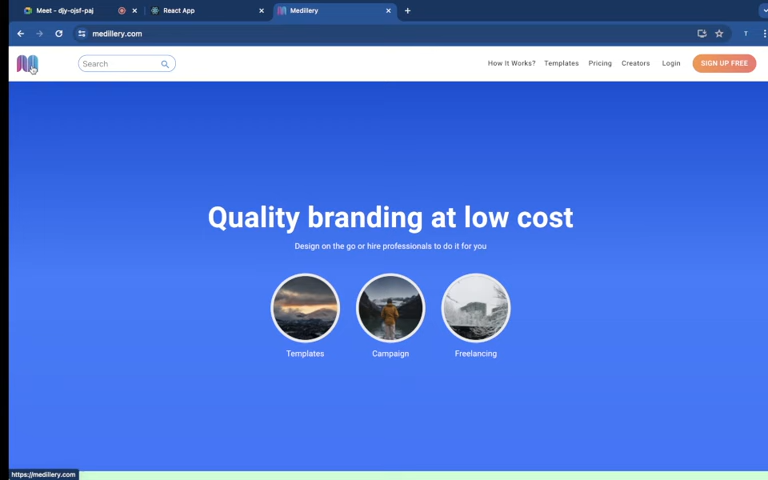 Meet - djy-ojsf-paj
React App
Medillery
medillery.com
T
Search
How It Works?
Templates
Pricing
Creators
Login
SIGN UP FREE
Quality branding at low cost
Design on the go or hire professionals to do it for you
Templates
Campaign
Freelancing
https://medillery.com